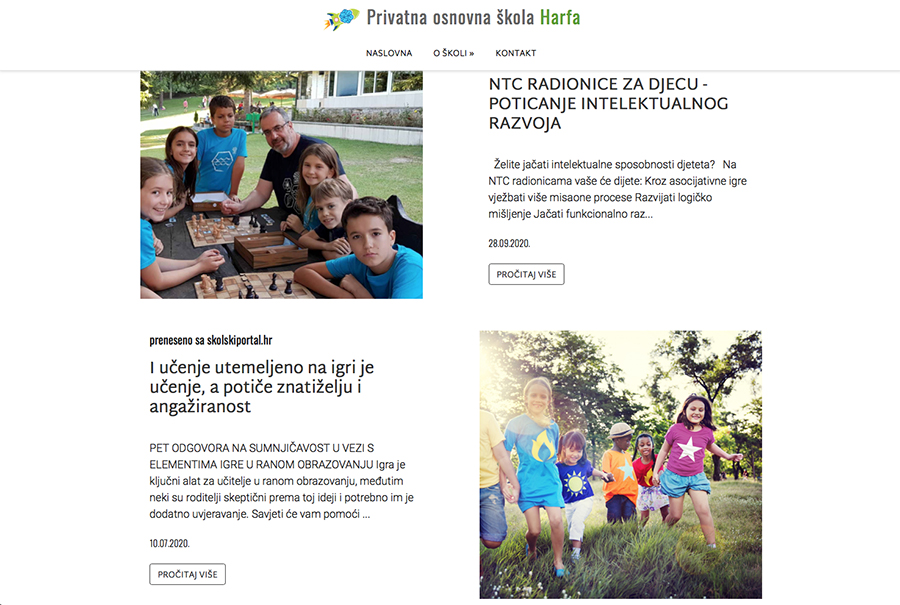 Privatna osnovna škola Harfa
NASLOVNA O ŠKOLI » KONTAKT
NTC RADIONICE ZA DJECU -
POTICANJE INTELEKTUALNOG
RAZVOJA
Želite jačati intelektualne sposobnosti djeteta? Na
NTC radionicama vaše će dijete: Kroz asocijativne igre
vježbati više misaone procese Razvijati logičko
mišljenje Jačati funkcionalno raz...
28.09.2020.
PROČITAJ VIŠE
preneseno sa skolskiportal.hr
I učenje utemeljeno na igri je
učenje, a potiče znatiželju i
angažiranost
PET ODGOVORA NA SUMNJIČAVOST U VEZI S
ELEMENTIMA IGRE U RANOM OBRAZOVANJU Igra je
ključni alat za učitelje u ranom obrazovanju, međutim
neki su roditelji skeptični prema toj ideji i potrebno im je
dodatno uvjeravanje. Savjeti će vam pomoći ...
10.07.2020.
PROČITAJ VIŠE